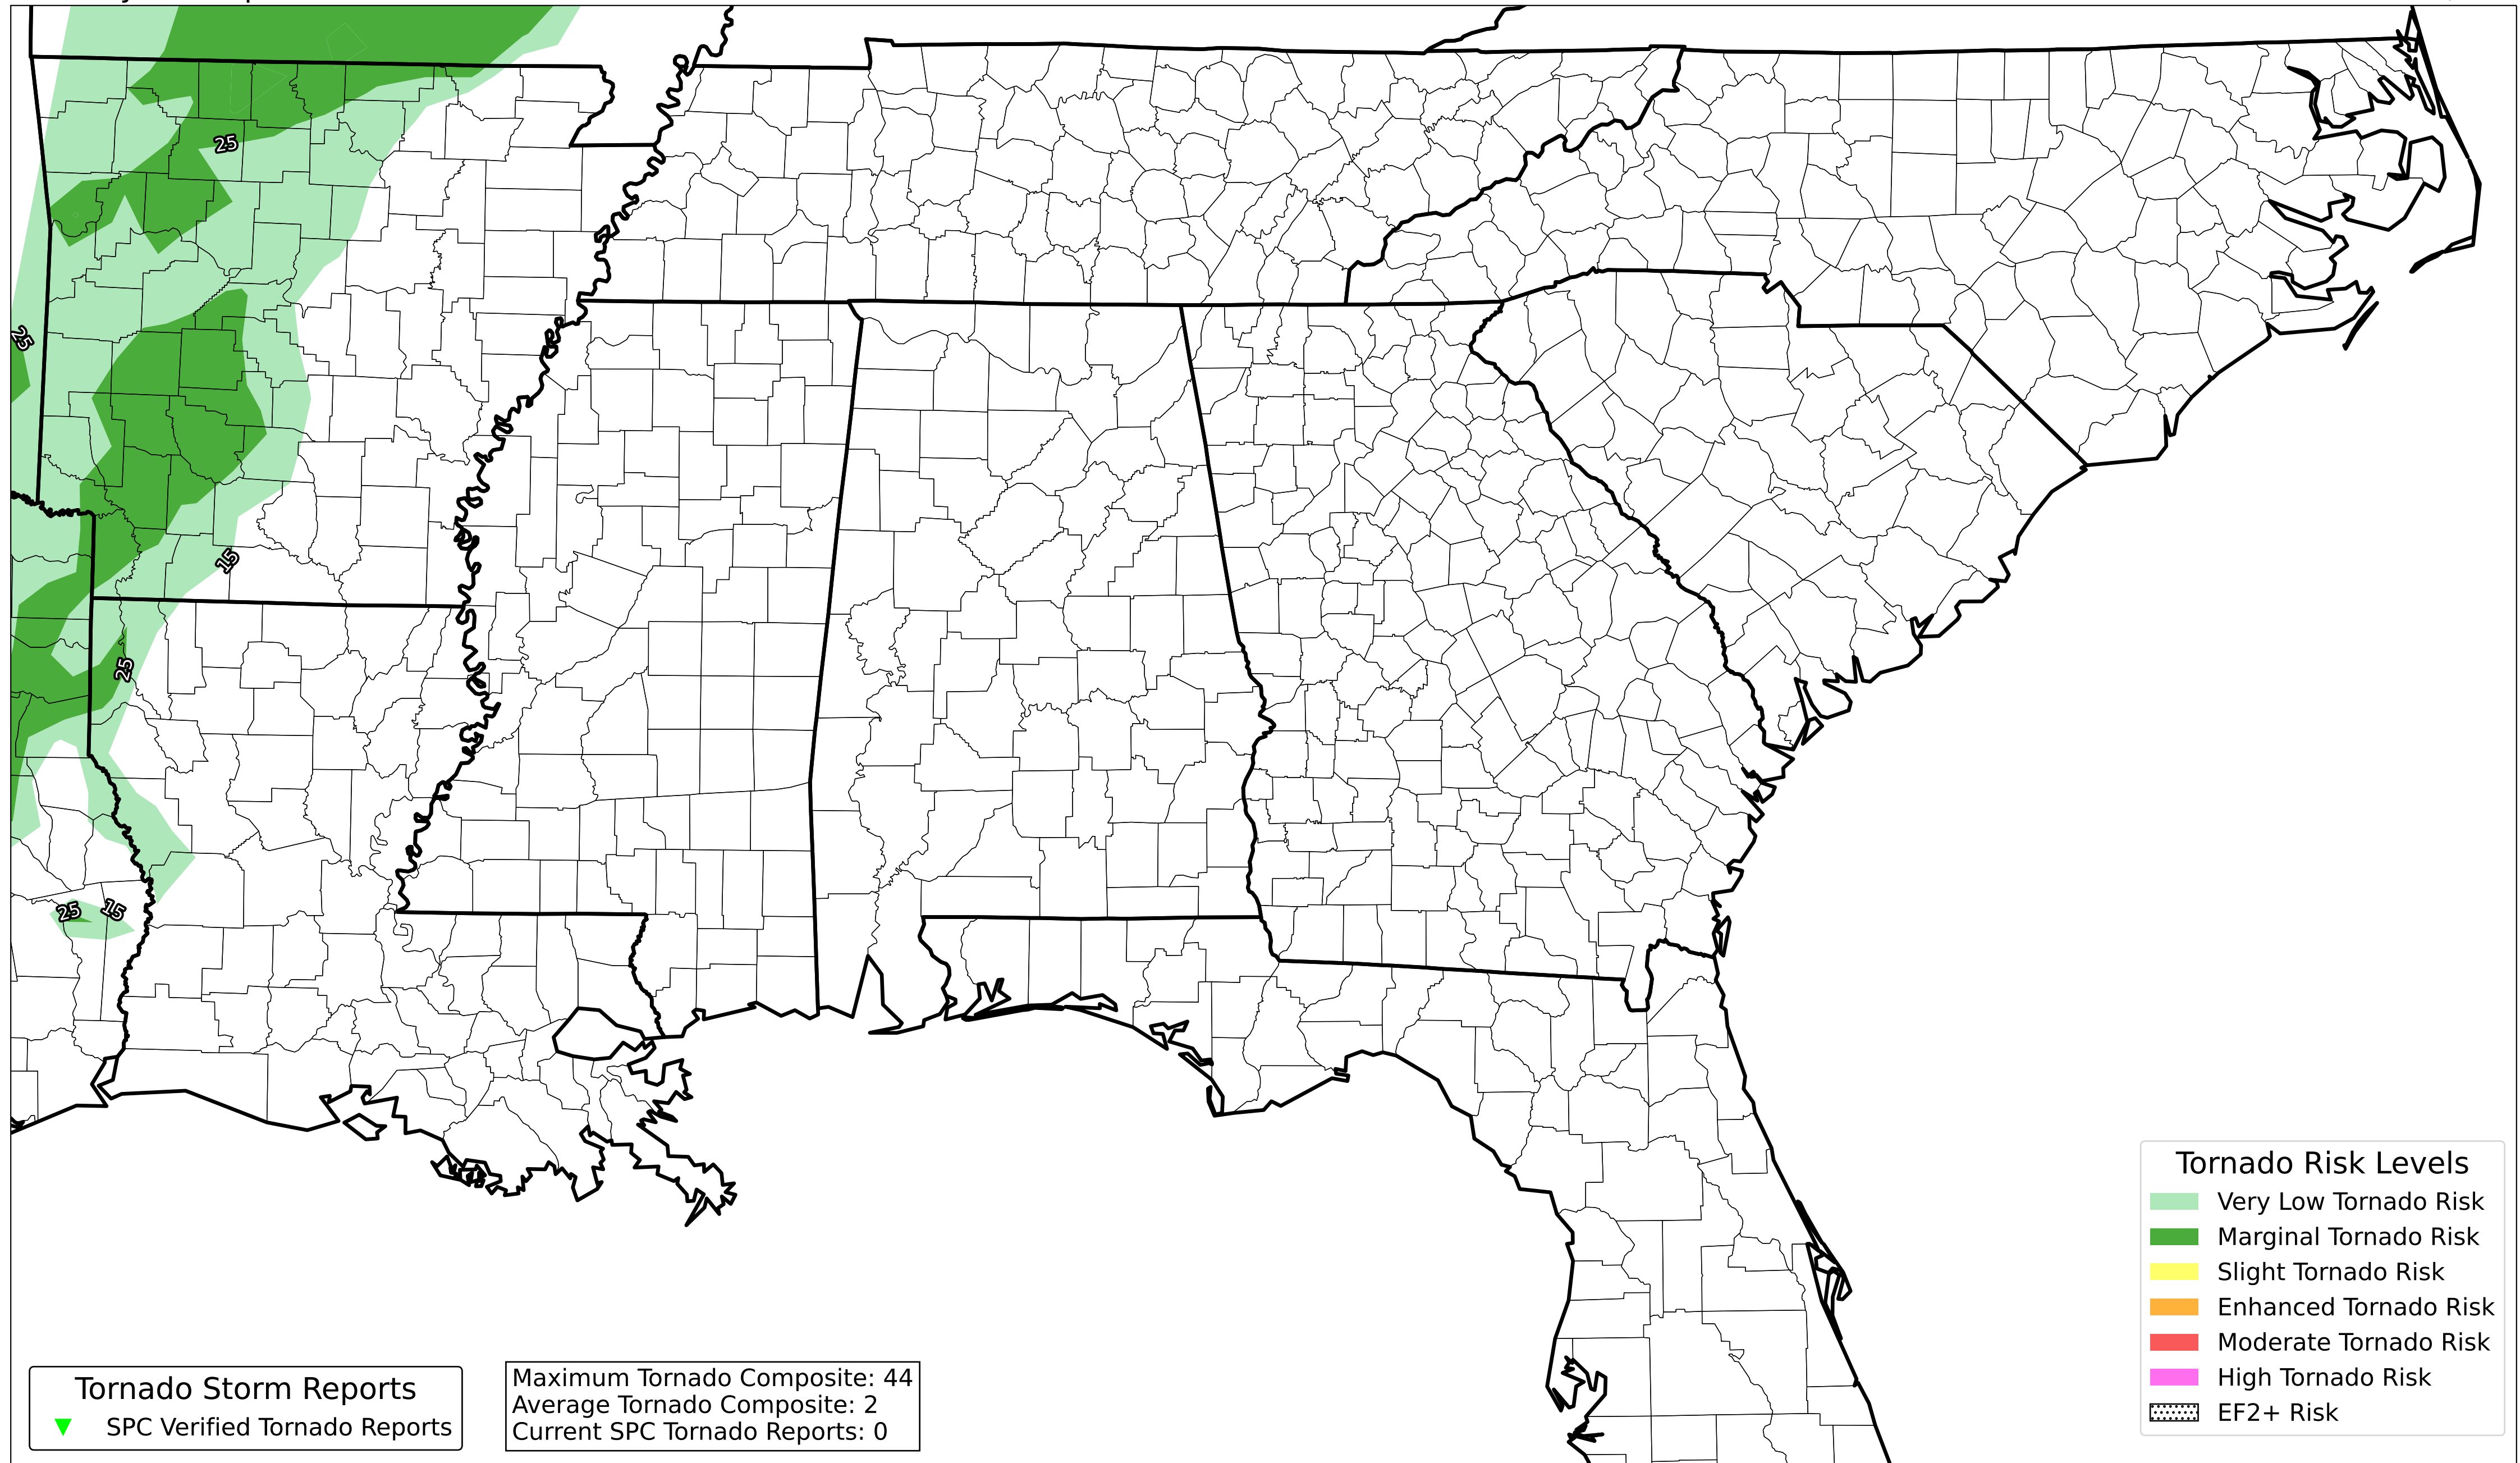 25
25
15
25
25
15
Tornado Risk Levels
Very Low Tornado Risk
Marginal Tornado Risk
Slight Tornado Risk
Enhanced Tornado Risk
Moderate Tornado Risk
High Tornado Risk
EF2+ Risk
Tornado Storm Reports
SPC Verified Tornado Reports
Maximum Tornado Composite: 44
Average Tornado Composite: 2
Current SPC Tornado Reports: 0